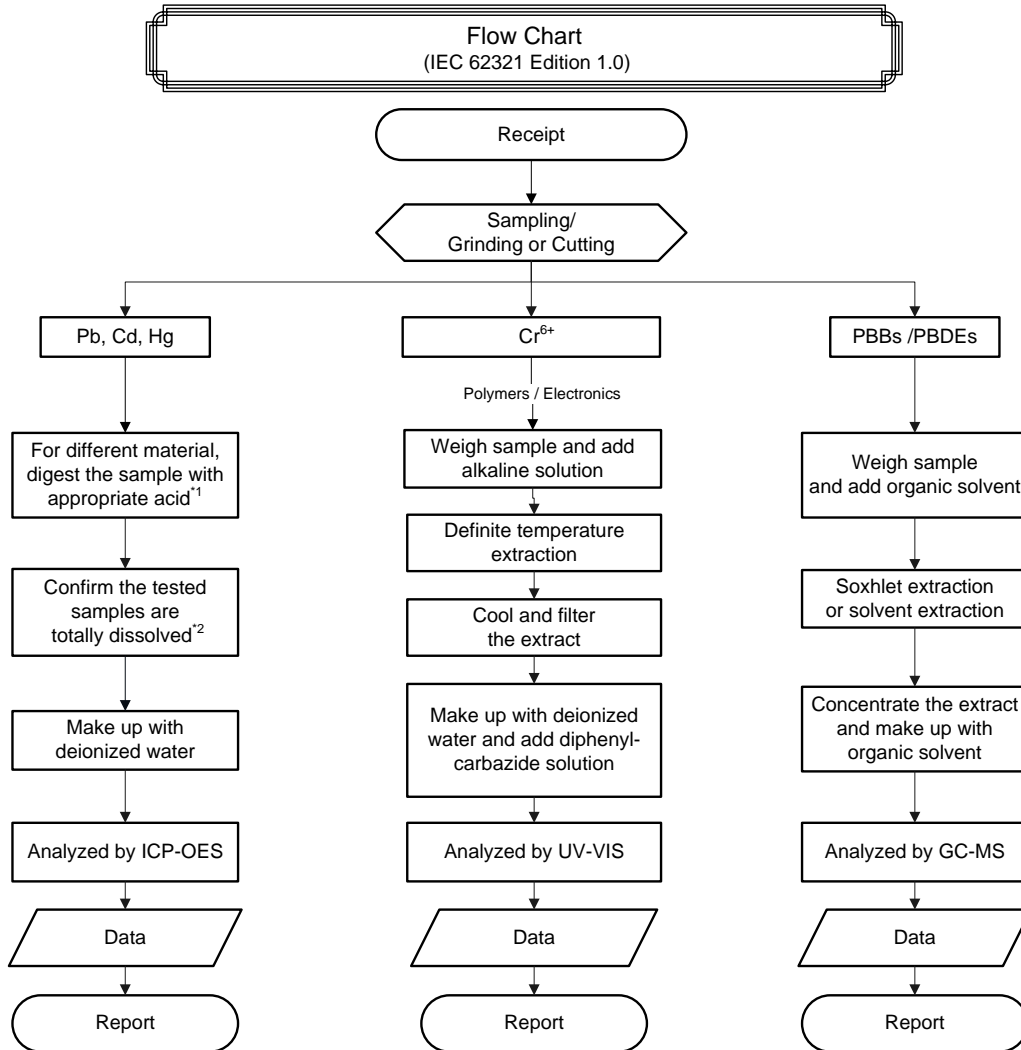 Flow Chart
(IEC 62321 Edition 1.0)
Receipt
Sampling/
Grinding or Cutting
Pb, Cd, Hg
For different material,
digest the sample with
appropriate acid*1
Confirm the tested
samples are
totally dissolved*2
Make up with
deionized water
Analyzed by ICP-OES
Data
Report
Cr6+
Polymers / Electronics
Weigh sample and add
alkaline solution
Definite temperature
extraction
Cool and filter
the extract
Make up with deionized
water and add diphenyl-
carbazide solution
Analyzed by UV-VIS
Data
Report
PBBs /PBDEs
Weigh sample
and add organic solvent
Soxhlet extraction
or solvent extraction
Concentrate the extract
and make up with
organic solvent
Analyzed by GC-MS
Data
Report